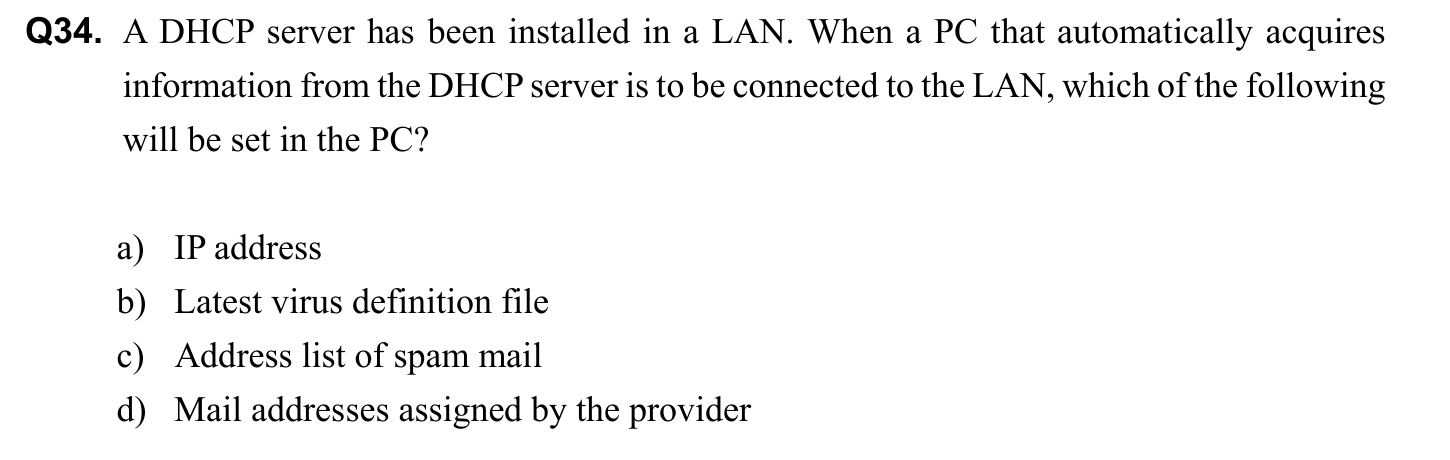 Q34. A DHCP server has been installed in a LAN. When a PC that automatically acquires
information from the DHCP server is to be connected to the LAN, which of the following
will be set in the PC?
a) IP address
b) Latest virus definition file
c) Address list of spam mail
d) Mail addresses assigned by the provider